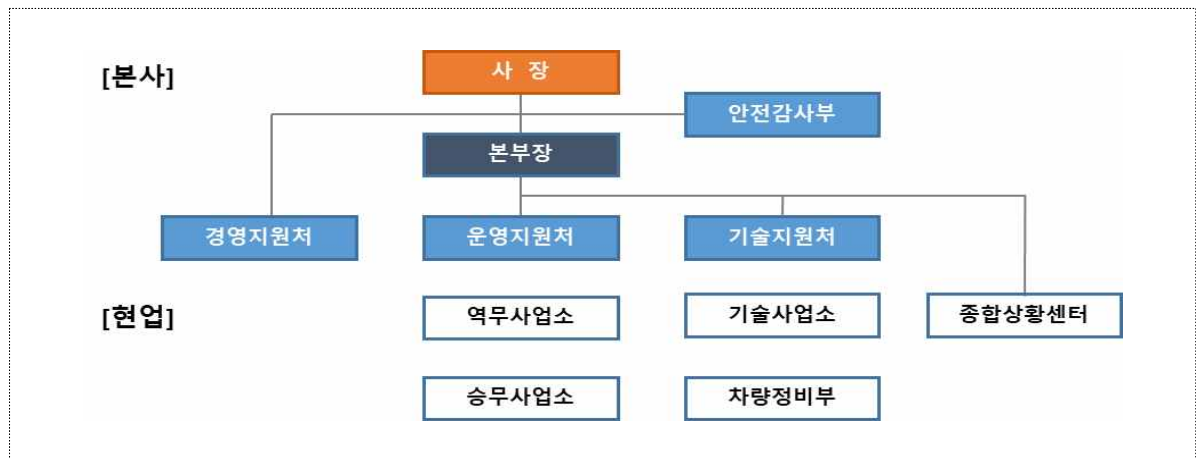 [본사]
사 장
안전감사부
본부장
경영지원처
운영지원처
기술지원처
[현업]
역무사업소
기술사업소
종합상황센터
승무사업소
차량정비부